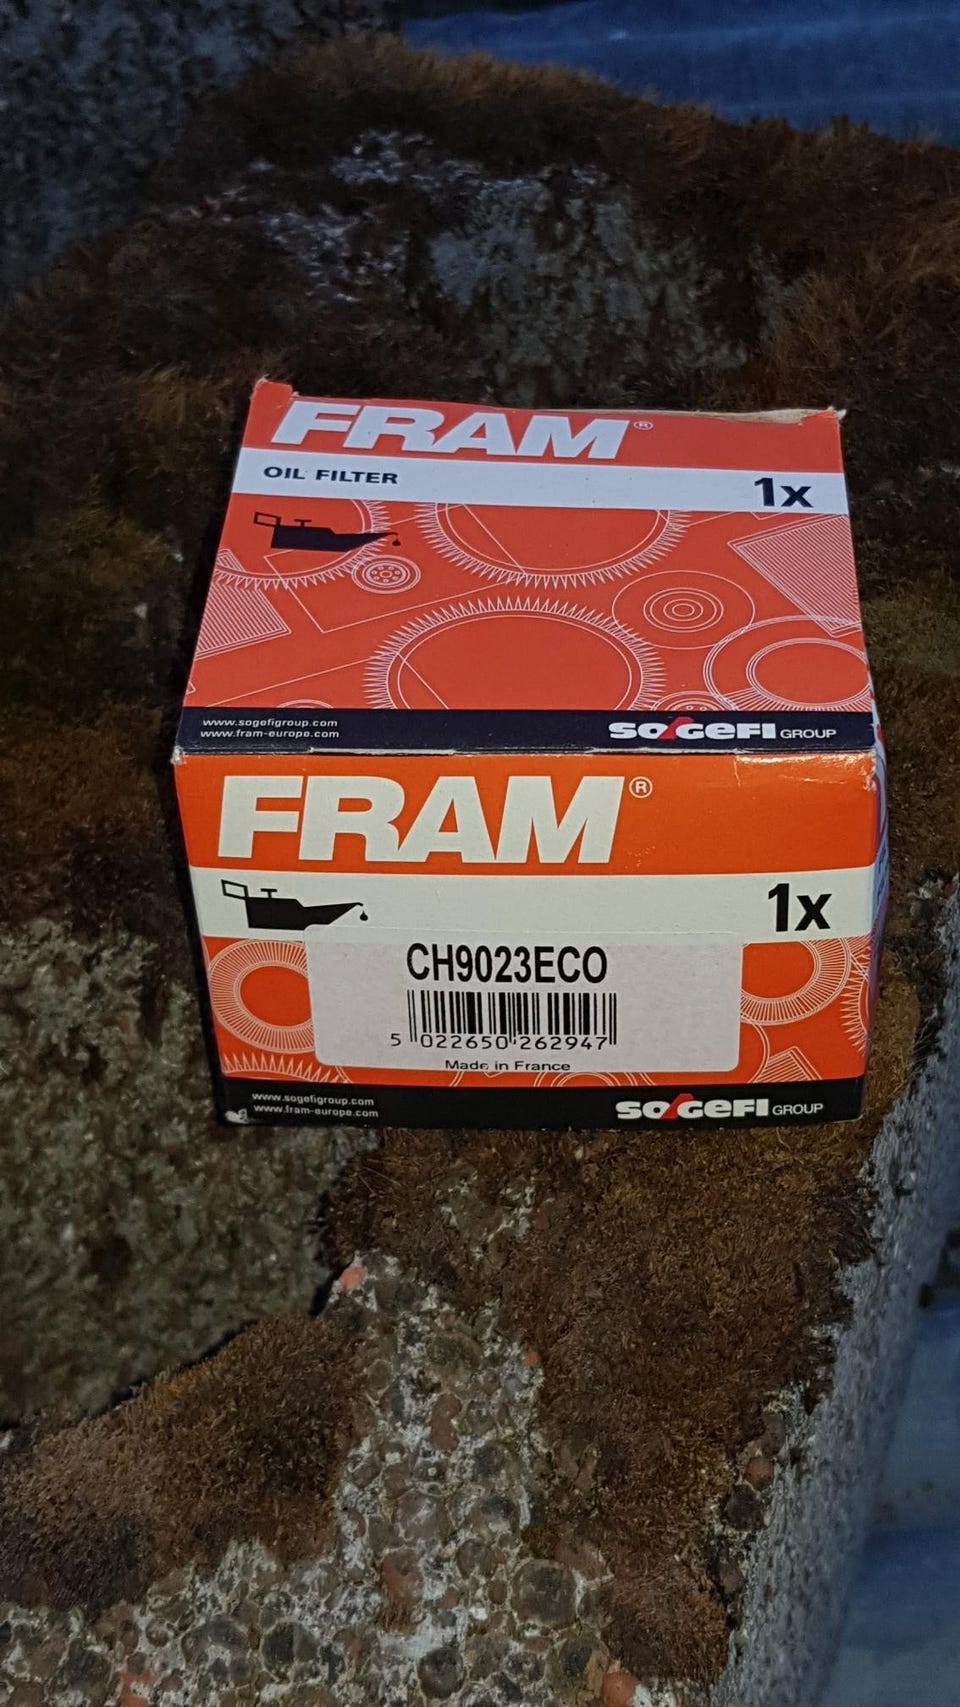 FRAM®
OIL FILTER
1x
www.sogefigroup.com
www.fram-europe.com
SOGEFI GROUP
FRAM®
1x
CH9023ECO
5 022650 262947
Made in France
www.sogefigroup.com
www.fram-europe.com
SOGEFI GROUP